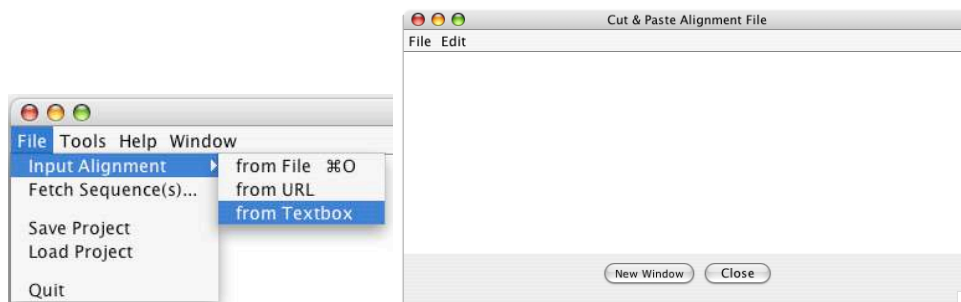 File Tools Help Window
Input Alignment
from File ⌘O
Fetch Sequence(s)...
from URL
from Textbox
Save Project
Load Project
Quit
Cut & Paste Alignment File
File Edit
New Window Close